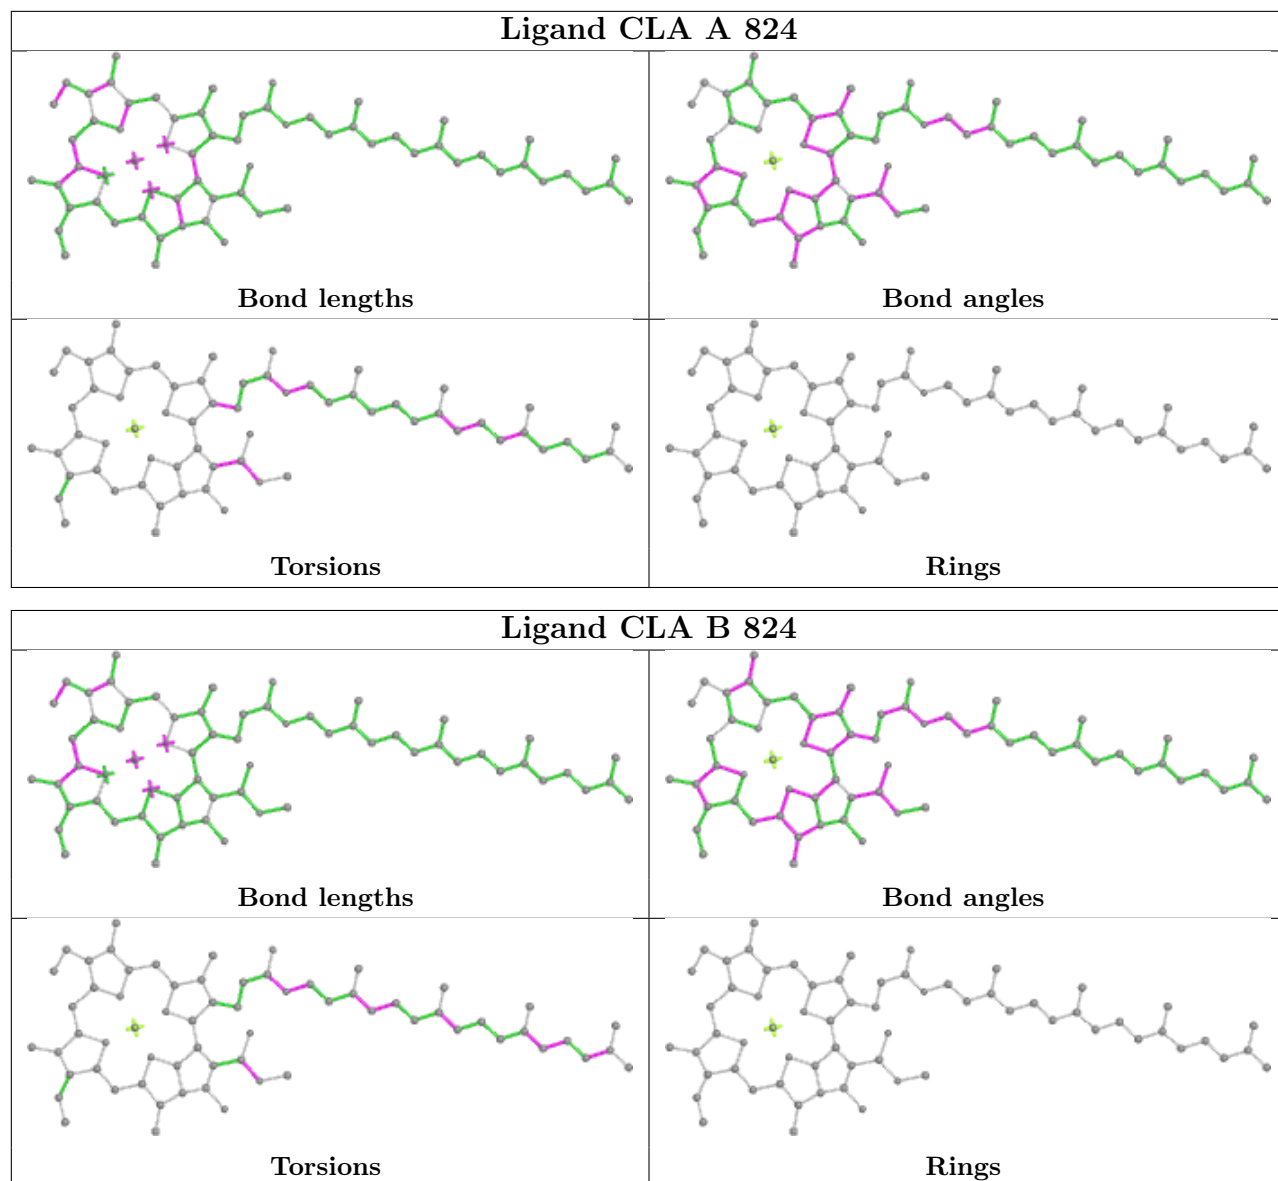 Ligand CLA A 824
Bond lengths
Bond angles
Torsions
Rings
Ligand CLA B 824
Bond lengths
Bond angles
Torsions
Rings